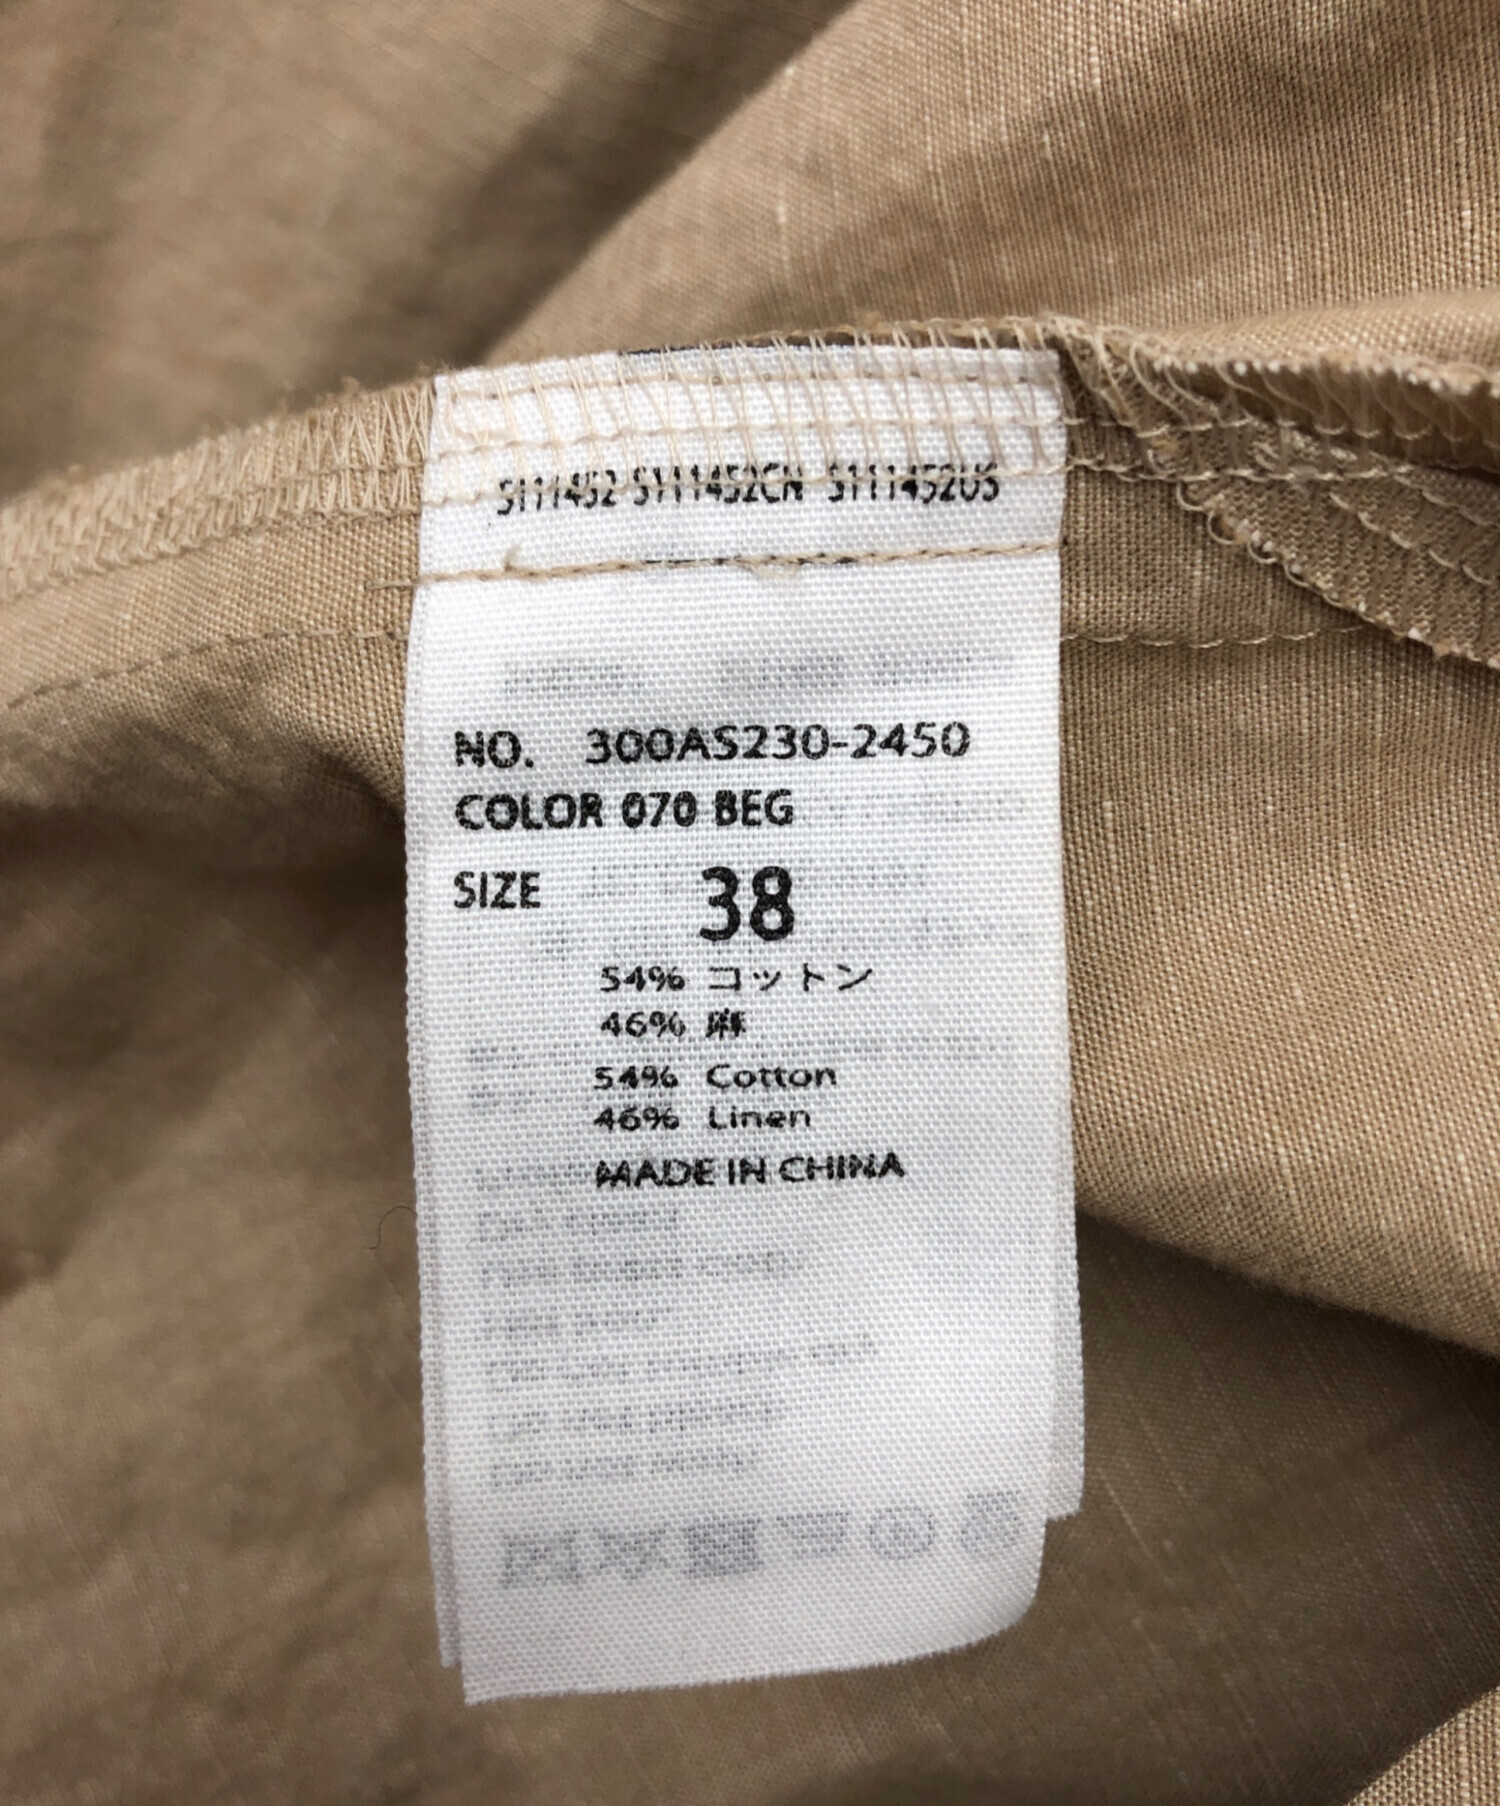 S111452 S111452CN S111452US
NO. 300AS230-2450
COLOR 070 BEG
SIZE 38
54% コットン
46% 麻
54% Cotton
46% Linen
MADE IN CHINA